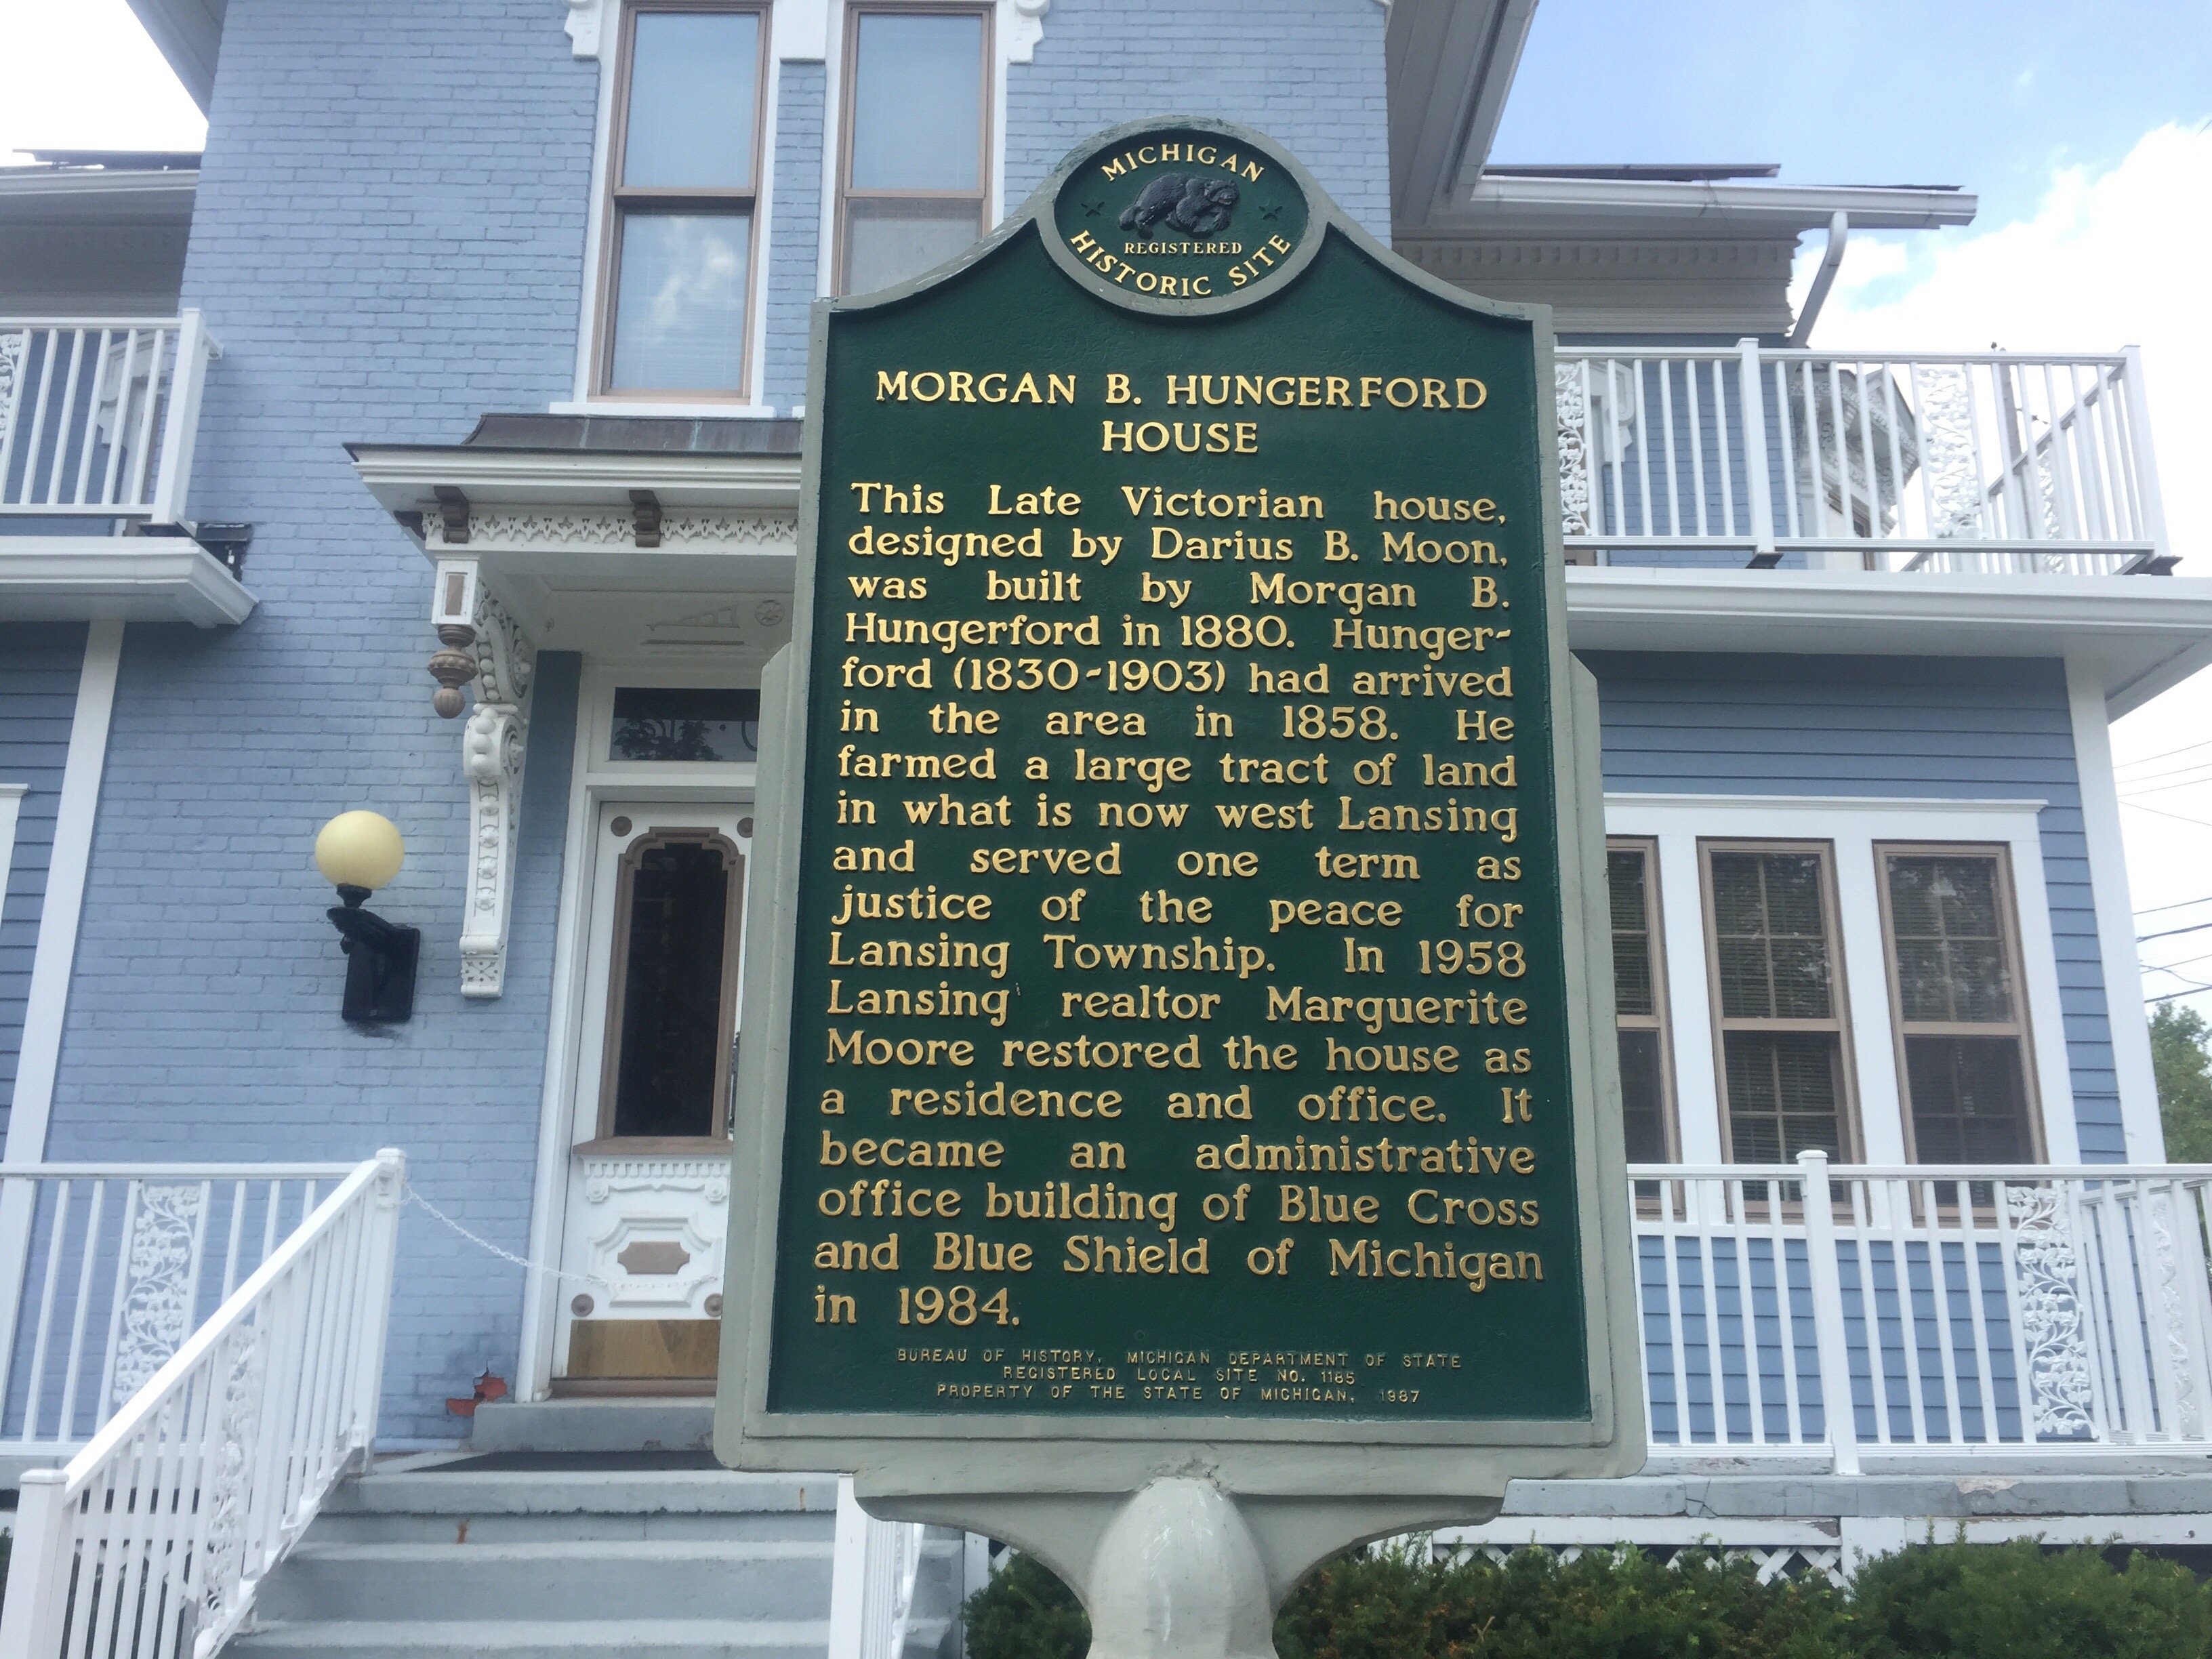 MICHIGAN
REGISTERED
HISTORIC SITE
MORGAN B. HUNGERFORD
HOUSE
This Late Victorian house,
designed by Darius B. Moon,
was built by Morgan B.
Hungerford in 1880. Hunger-
ford (1830-1903) had arrived
in the area in 1858. He
farmed a large tract of land
in what is now west Lansing
and served one term as
justice of the peace for
Lansing Township. In 1958
Lansing realtor Marguerite
Moore restored the house as
a residence and office. It
became an administrative
office building of Blue Cross
and Blue Shield of Michigan
in 1984.
BUREAU OF HISTORY, MICHIGAN DEPARTMENT OF STATE
REGISTERED LOCAL SITE NO. 1185
PROPERTY OF THE STATE OF MICHIGAN, 1987